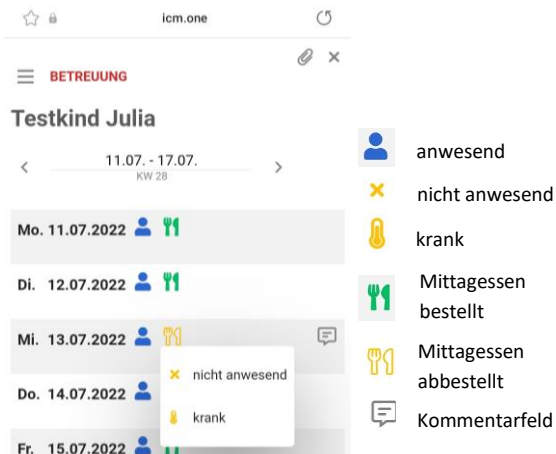 icm.one
BETREUUNG
Testkind Julia
11.07. - 17.07.
KW 28
Mo. 11.07.2022
Di. 12.07.2022
Mi. 13.07.2022
nicht anwesend
Do. 14.07.2022
krank
Fr. 15.07.2022
anwesend
nicht anwesend
krank
Mittagessen
bestellt
Mittagessen
abbestellt
Kommentarfeld